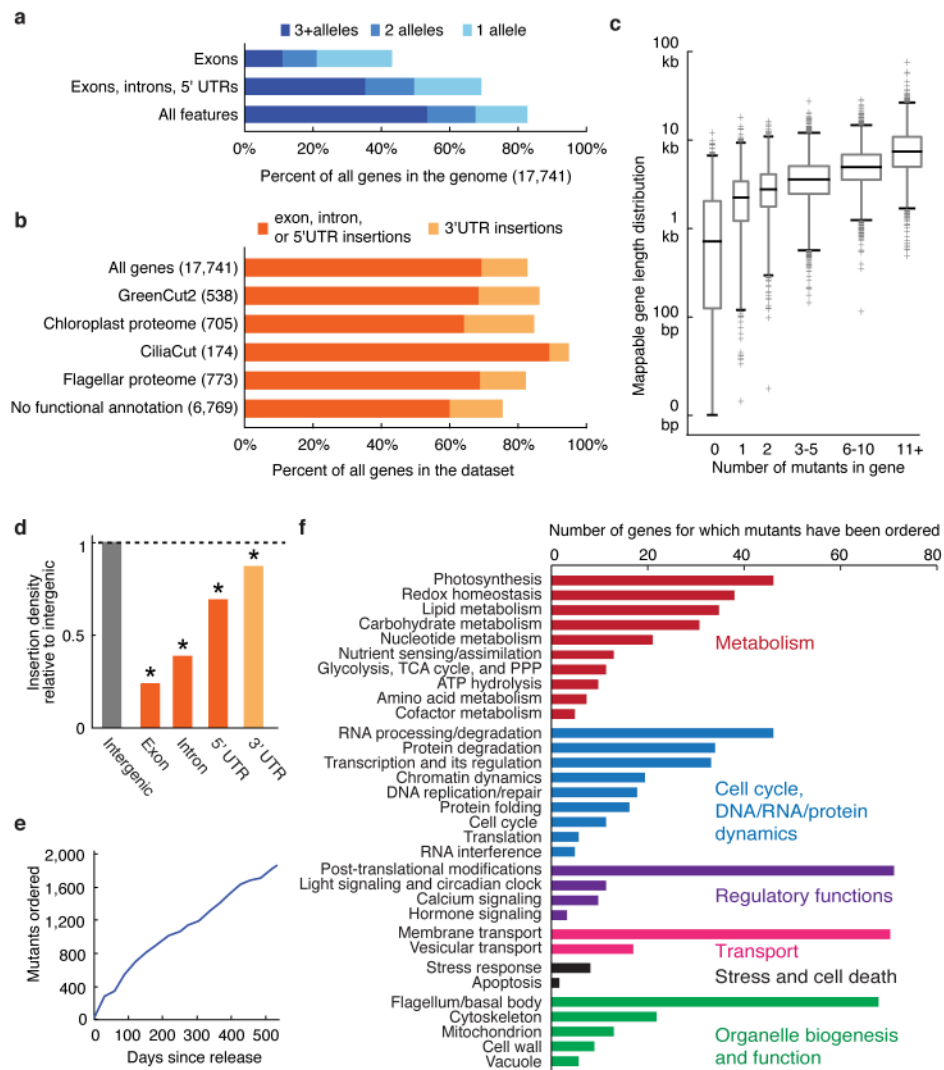 a
3+alleles 2 alleles 1 allele
Exons
Exons, introns, 5' UTRs
All features
0% 20% 40% 60% 80% 100%
Percent of all genes in the genome (17,741)
b
exon, intron,
or 5'UTR insertions
3'UTR insertions
All genes (17,741)
GreenCut2 (538)
Chloroplast proteome (705)
CiliaCut (174)
Flagellar proteome (773)
No functional annotation (6,769)
0% 20% 40% 60% 80% 100%
Percent of all genes in the dataset
c
Mappable gene length distribution
100
kb
10
kb
1
kb
100
bp
0
bp
0 1 2 3-5 6-10 11+
Number of mutants in gene
d
Insertion density
relative to intergenic
1
0.5
0
* * * *
Intergenic
Exon
Intron
5' UTR
3' UTR
e
Mutants ordered
2,000
1,600
1,200
800
400
0
0 100 200 300 400 500
Days since release
f
Number of genes for which mutants have been ordered
0 20 40 60 80
Photosynthesis
Redox homeostasis
Lipid metabolism
Carbohydrate metabolism
Nucleotide metabolism
Nutrient sensing/assimilation
Glycolysis, TCA cycle, and PPP
ATP hydrolysis
Amino acid metabolism
Cofactor metabolism
Metabolism
RNA processing/degradation
Protein degradation
Transcription and its regulation
Chromatin dynamics
DNA replication/repair
Protein folding
Cell cycle
Translation
RNA interference
Cell cycle,
DNA/RNA/protein
dynamics
Post-translational modifications
Light signaling and circadian clock
Calcium signaling
Hormone signaling
Regulatory functions
Membrane transport
Vesicular transport
Transport
Stress response
Apoptosis
Stress and cell death
Flagellum/basal body
Cytoskeleton
Mitochondrion
Cell wall
Vacuole
Organelle biogenesis
and function